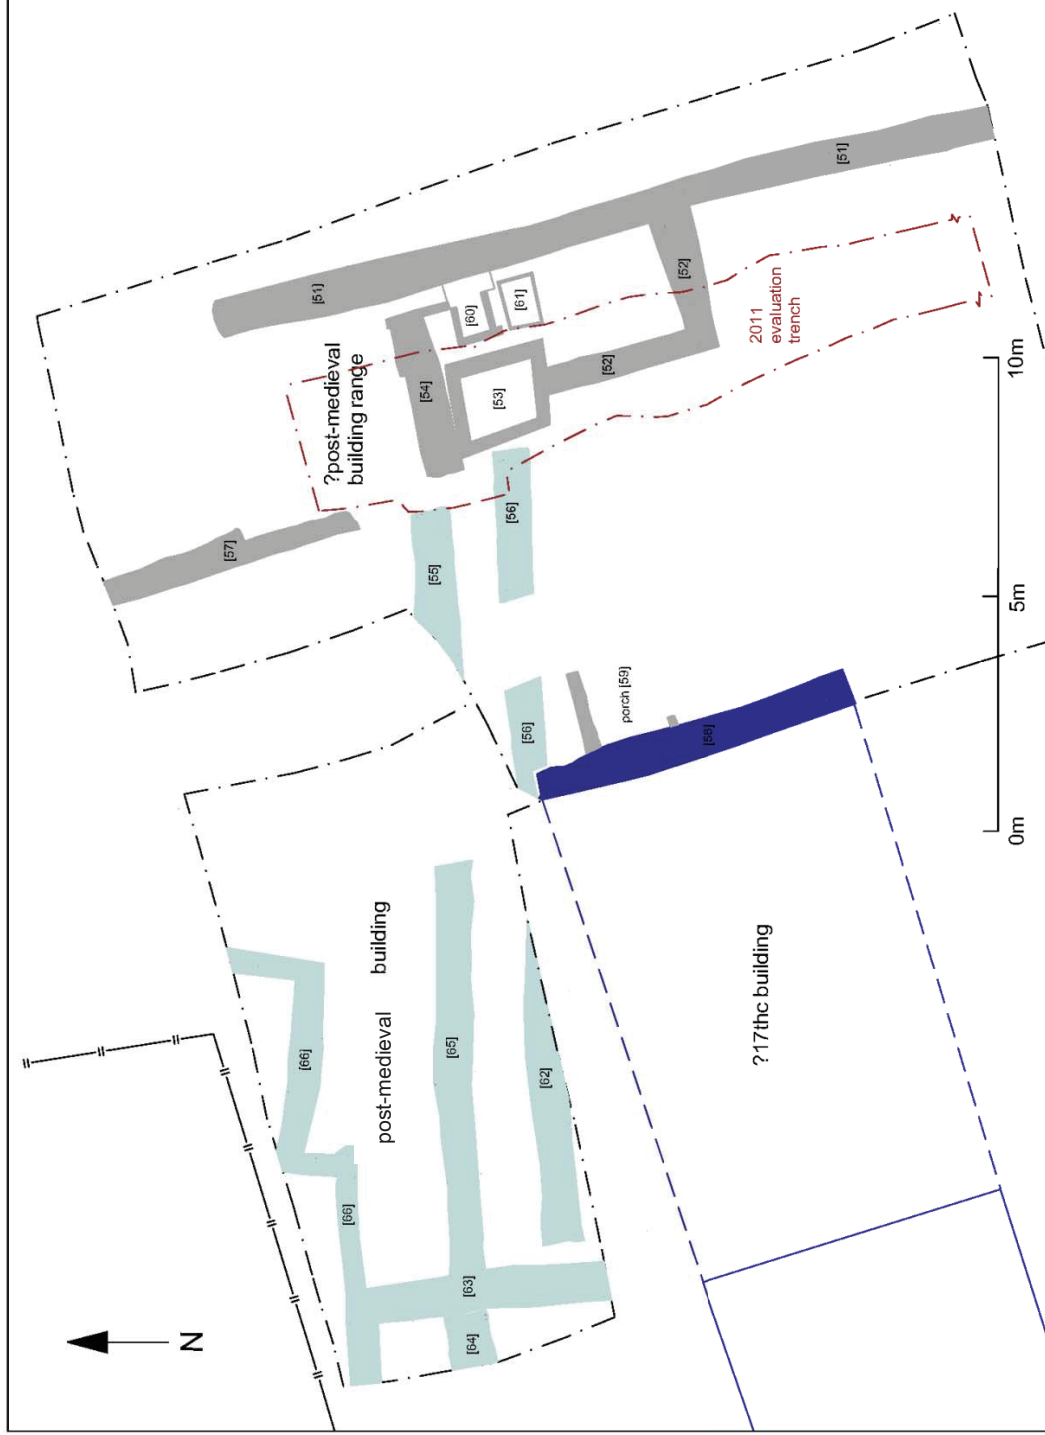 [51]
[57]
?post-medieval
building range
[54]
[60]
[61]
[53]
[52]
[52]
[51]
2011
evaluation
trench
[55]
[56]
[56]
porch [59]
[58]
10m
5m
0m
post-medieval building
[66]
[66]
[65]
[62]
[63]
[64]
?17thc building
N